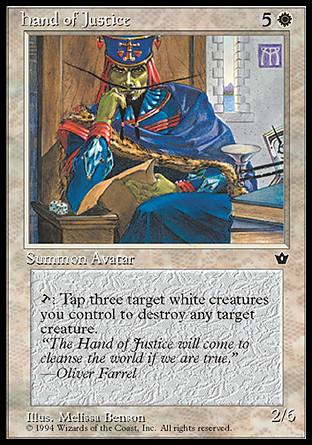 Hand of Justice 5
Summon Avatar
: Tap three target white creatures
you control to destroy any target
creature.
“The Hand of Justice will come to
cleanse the world if we are true.”
—Oliver Farrel
2/6
Illus. Melissa Benson
© 1994 Wizards of the Coast, Inc. All rights reserved.